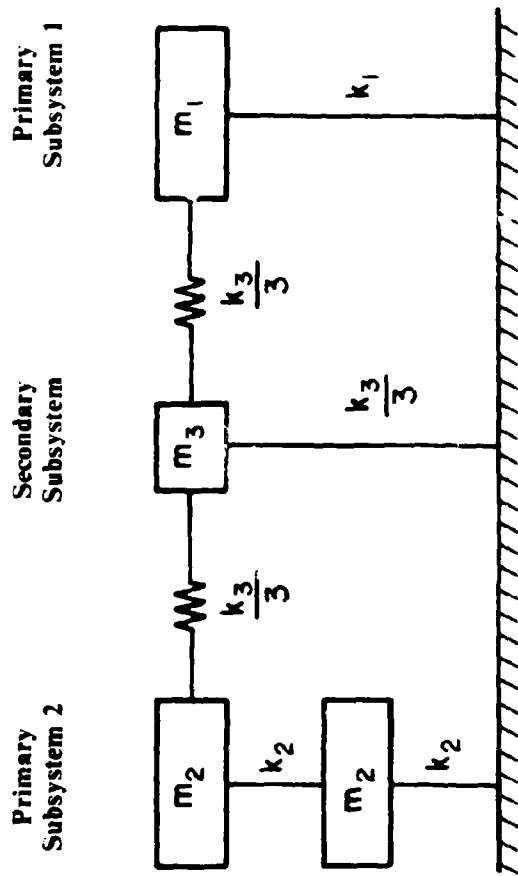 Primary
Subsystem 2
Secondary
Subsystem
Primary
Subsystem 1
m₂
k₃/3
m₃
k₃/3
m₁
k₂
m₂
k₂
k₃/3
k₁